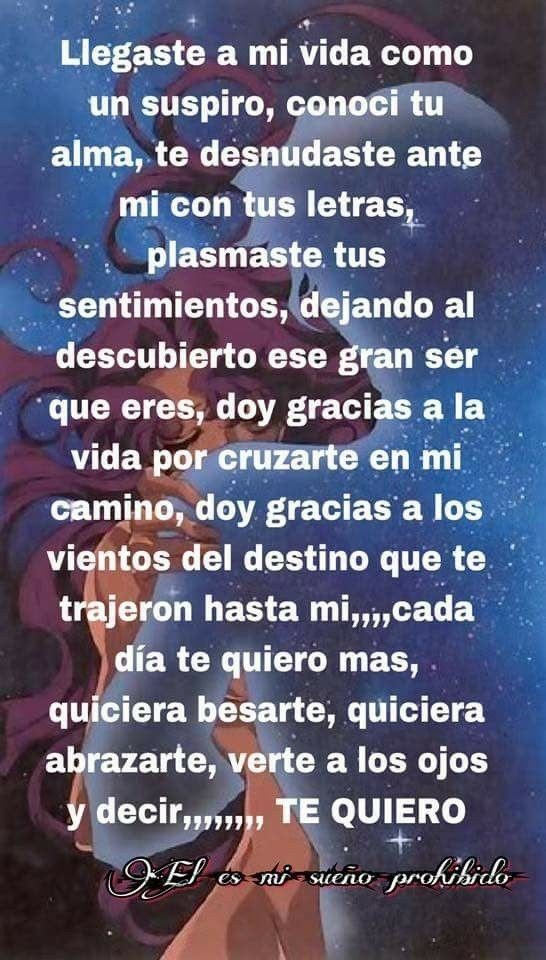 Llegaste a mi vida como
un suspiro, conoci tu
alma, te desnudaste ante
mi con tus letras,
plasmaste tus
sentimientos, dejando al
descubierto ese gran ser
que eres, doy gracias a la
vida por cruzarte en mi
camino, doy gracias a los
vientos del destino que te
trajeron hasta mi,,,,cada
día te quiero mas,
quiciera besarte, quiciera
abrazarte, verte a los ojos
y decir,,,,,,,, TE QUIERO
El es mi sueño prohibido